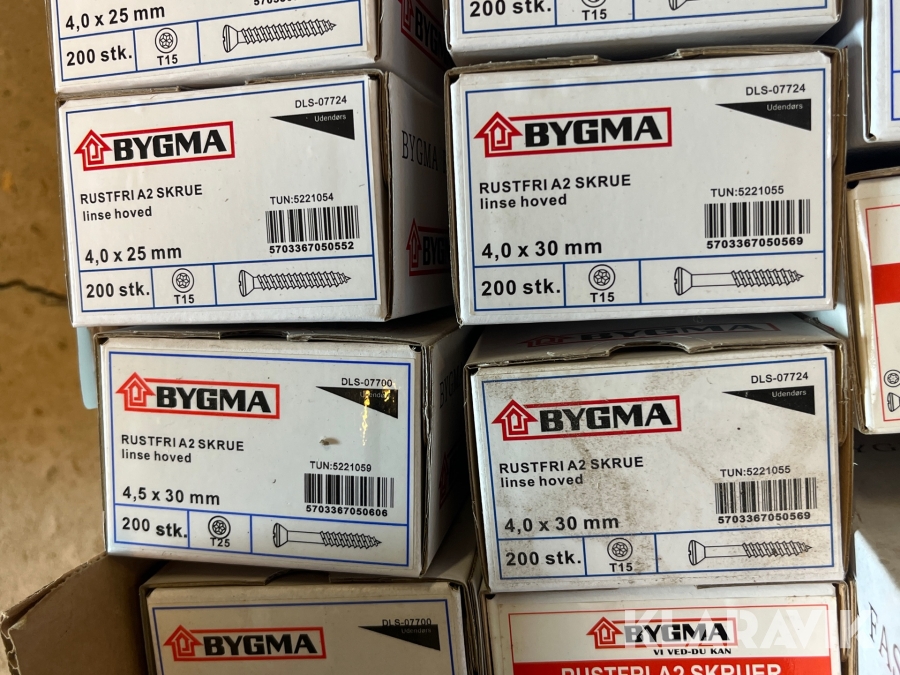 4,0 x 25 mm
200 stk.
T15
4,0 x 30 mm
200 stk.
T15
DLS-07724
Udendørs
BYGMA
RUSTFRI A2 SKRUE
linse hoved
TUN:5221054
5703367050552
4,0 x 25 mm
200 stk.
T15
BYGMA
DLS-07724
Udendørs
BYGMA
RUSTFRI A2 SKRUE
linse hoved
TUN:5221055
5703367050569
4,0 x 30 mm
200 stk.
T15
DLS-07700
BYGMA
RUSTFRI A2 SKRUE
linse hoved
TUN:5221059
5703367050606
4,5 x 30 mm
200 stk.
T25
DLS-07724
Udendørs
BYGMA
RUSTFRI A2 SKRUE
linse hoved
TUN:5221055
5703367050569
4,0 x 30 mm
200 stk.
T15
DLS-07700
Udendørs
BYGMA
BYGMA
VI VED-DU KAN
RUSTFRI A2 SKRUER
KLARAVIK